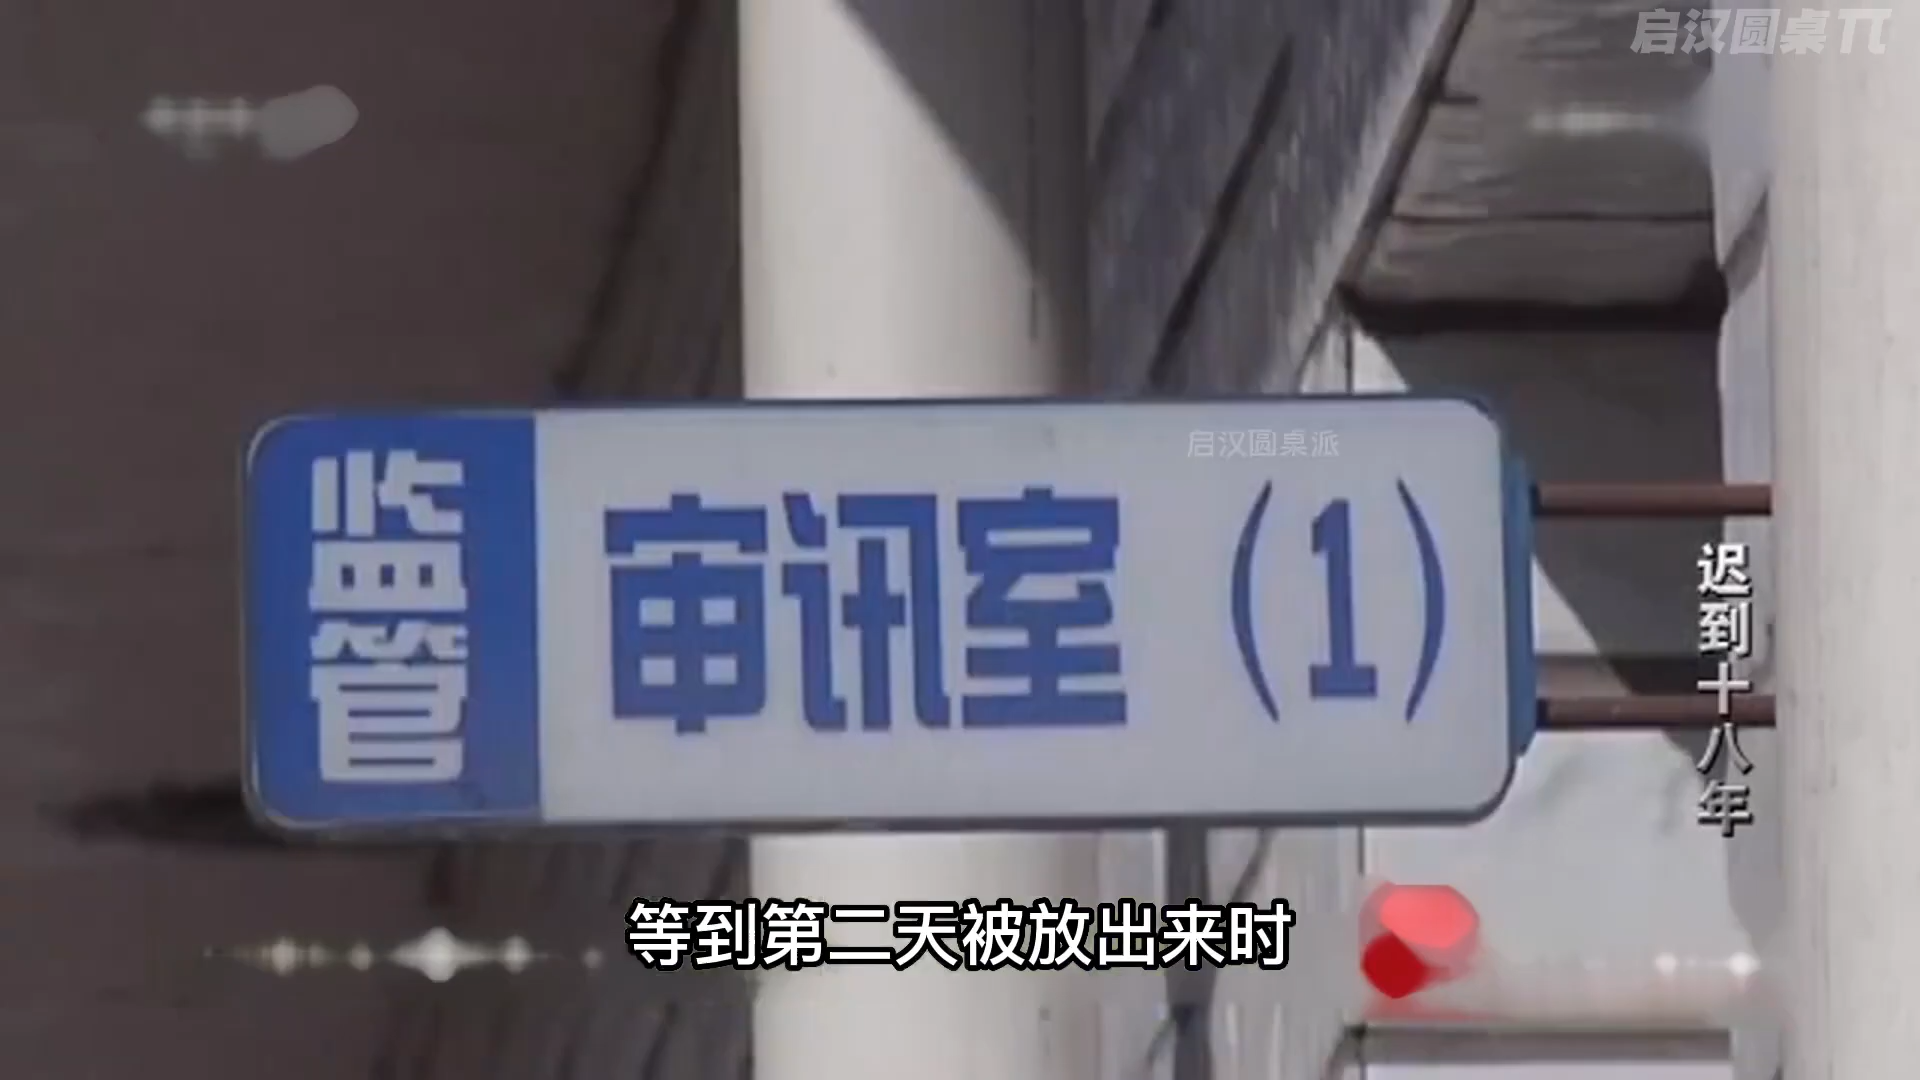 启汉圆桌π
启汉圆桌派
监管
审讯室 (1)
迟到十八年
等到第二天被放出来时